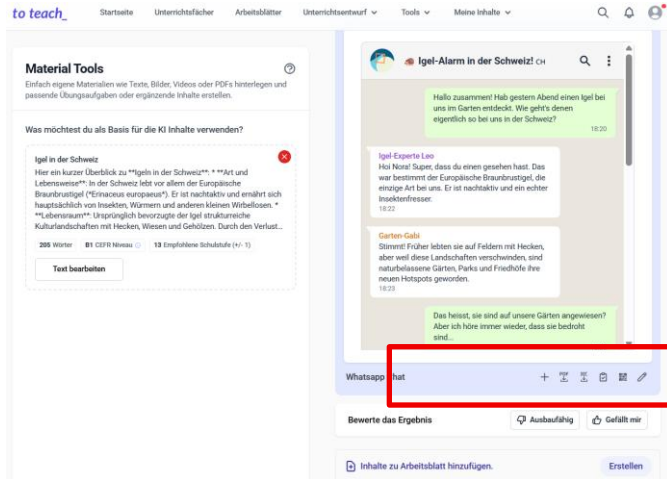 to teach_
Startseite
Unterrichtsfächer
Arbeitsblätter
Unterrichtsentwurf
Tools
Meine Inhalte
Material Tools
Einfach eigene Materialien wie Texte, Bilder, Videos oder PDFs hinterlegen und
passende Übungsaufgaben oder ergänzende Inhalte erstellen.
Was möchtest du als Basis für die KI Inhalte verwenden?
Igel in der Schweiz
Hier ein kurzer Überblick zu **Igeln in der Schweiz**: * **Art und
Lebensweise**: In der Schweiz lebt vor allem der Europäische
Braunbrustigel (*Erinaceus europaeus*). Er ist nachtaktiv und ernährt sich
hauptsächlich von Insekten, Würmern und anderen kleinen Wirbellosen. *
**Lebensraum**: Ursprünglich bevorzugte der Igel strukturreiche
Kulturlandschaften mit Hecken, Wiesen und Gehölzen. Durch den Verlust...
205 Wörter
B1 CEFR Niveau
13 Empfohlene Schulstufe (+/- 1)
Text bearbeiten
Igel-Alarm in der Schweiz! CH
Hallo zusammen! Hab gestern Abend einen Igel bei
uns im Garten entdeckt. Wie geht's denen
eigentlich so bei uns in der Schweiz?
18:20
Igel-Experte Leo
Hoi Nora! Super, dass du einen gesehen hast. Das
war bestimmt der Europäische Braunbrustigel, die
einzige Art bei uns. Er ist nachtaktiv und ein echter
Insektenfresser.
18:22
Garten-Gabi
Stimmt! Früher lebten sie auf Feldern mit Hecken,
aber weil diese Landschaften verschwinden, sind
naturbelassene Gärten, Parks und Friedhöfe ihre
neuen Hotspots geworden.
18:23
Das heisst, sie sind auf unsere Gärten angewiesen?
Aber ich höre immer wieder, dass sie bedroht
sind...
Whatsapp
hat
PDF
Bewerte das Ergebnis
Ausbaufähig
Gefällt mir
Inhalte zu Arbeitsblatt hinzufügen.
Erstellen